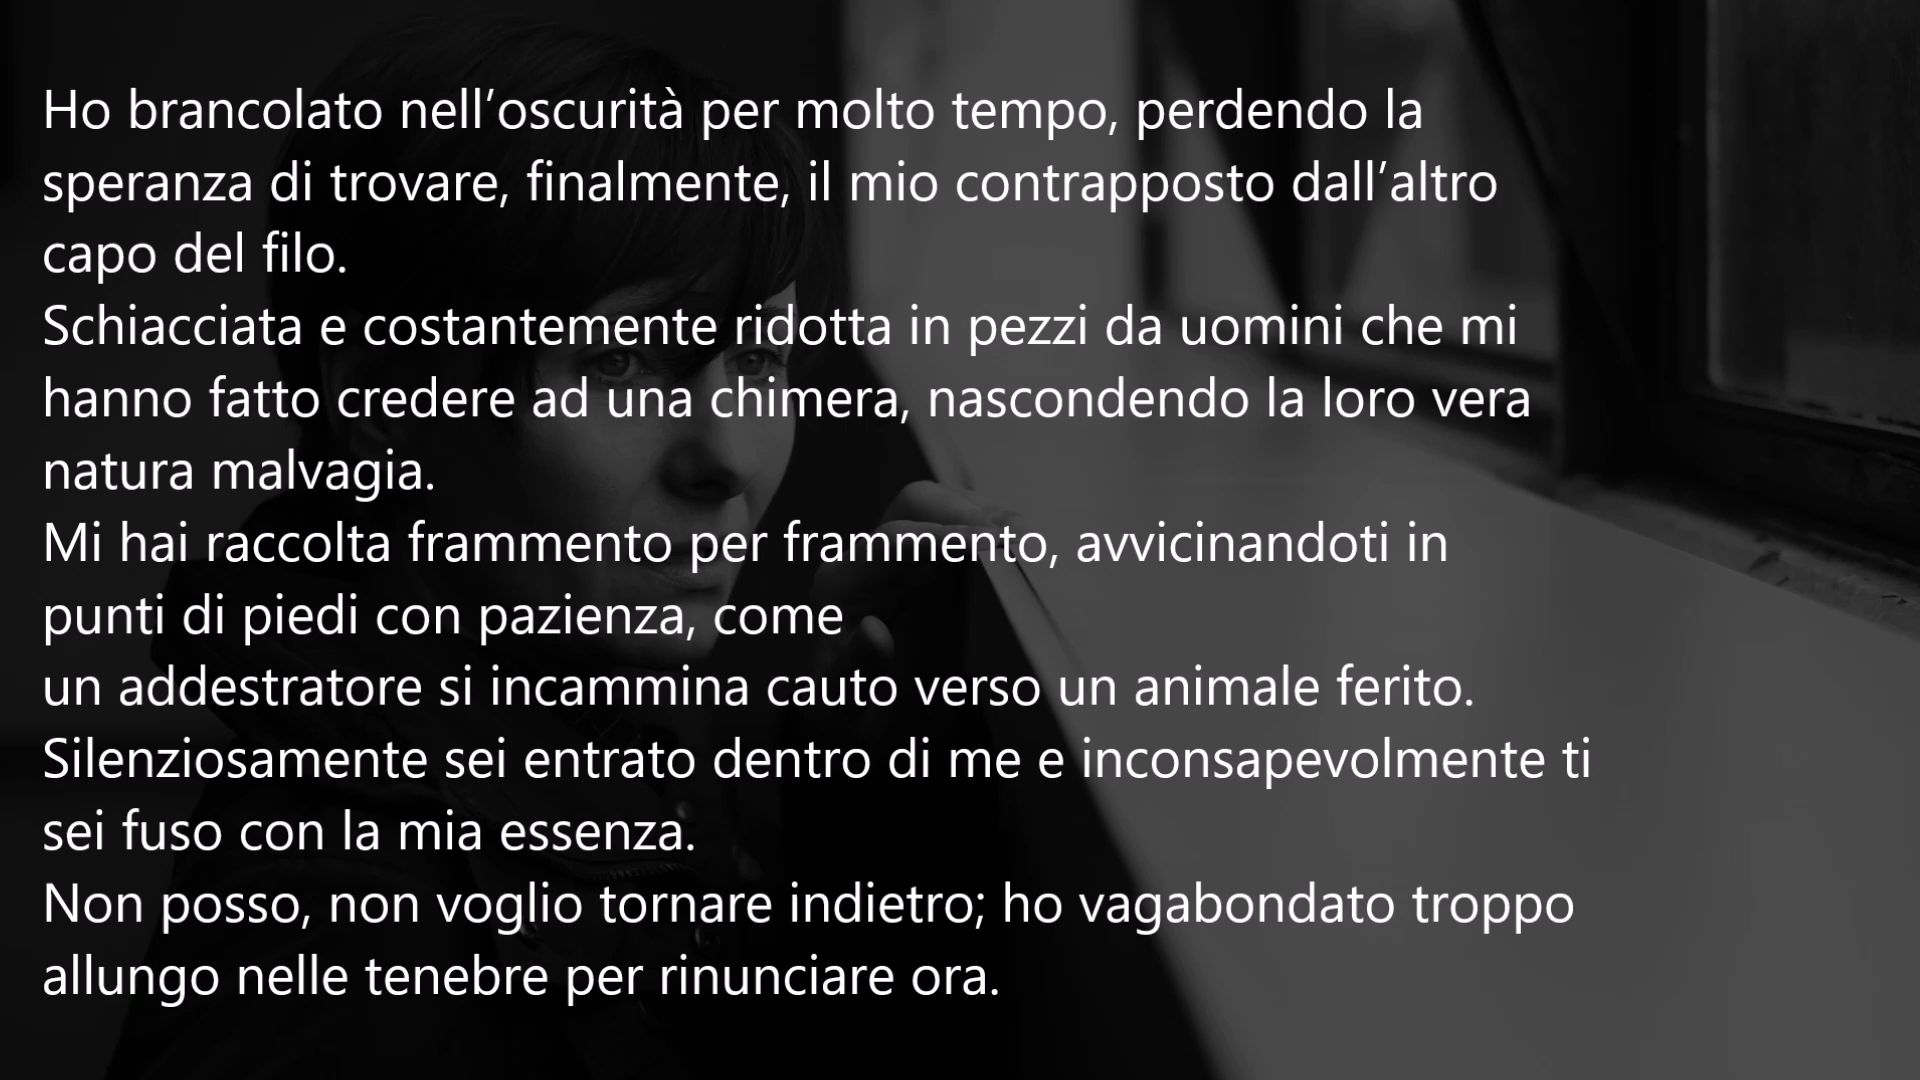 Ho brancolato nell’oscurità per molto tempo, perdendo la
speranza di trovare, finalmente, il mio contrapposto dall’altro
capo del filo.
Schiacciata e costantemente ridotta in pezzi da uomini che mi
hanno fatto credere ad una chimera, nascondendo la loro vera
natura malvagia.
Mi hai raccolta frammento per frammento, avvicinandoti in
punti di piedi con pazienza, come
un addestratore si incammina cauto verso un animale ferito.
Silenziosamente sei entrato dentro di me e inconsapevolmente ti
sei fuso con la mia essenza.
Non posso, non voglio tornare indietro; ho vagabondato troppo
allungo nelle tenebre per rinunciare ora.